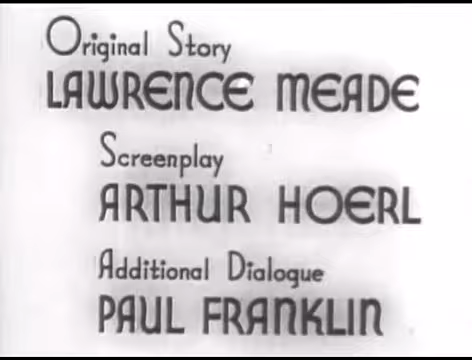 Original Story
LAWRENCE MEADE
Screenplay
ARTHUR HOERL
Additional Dialogue
PAUL FRANKLIN